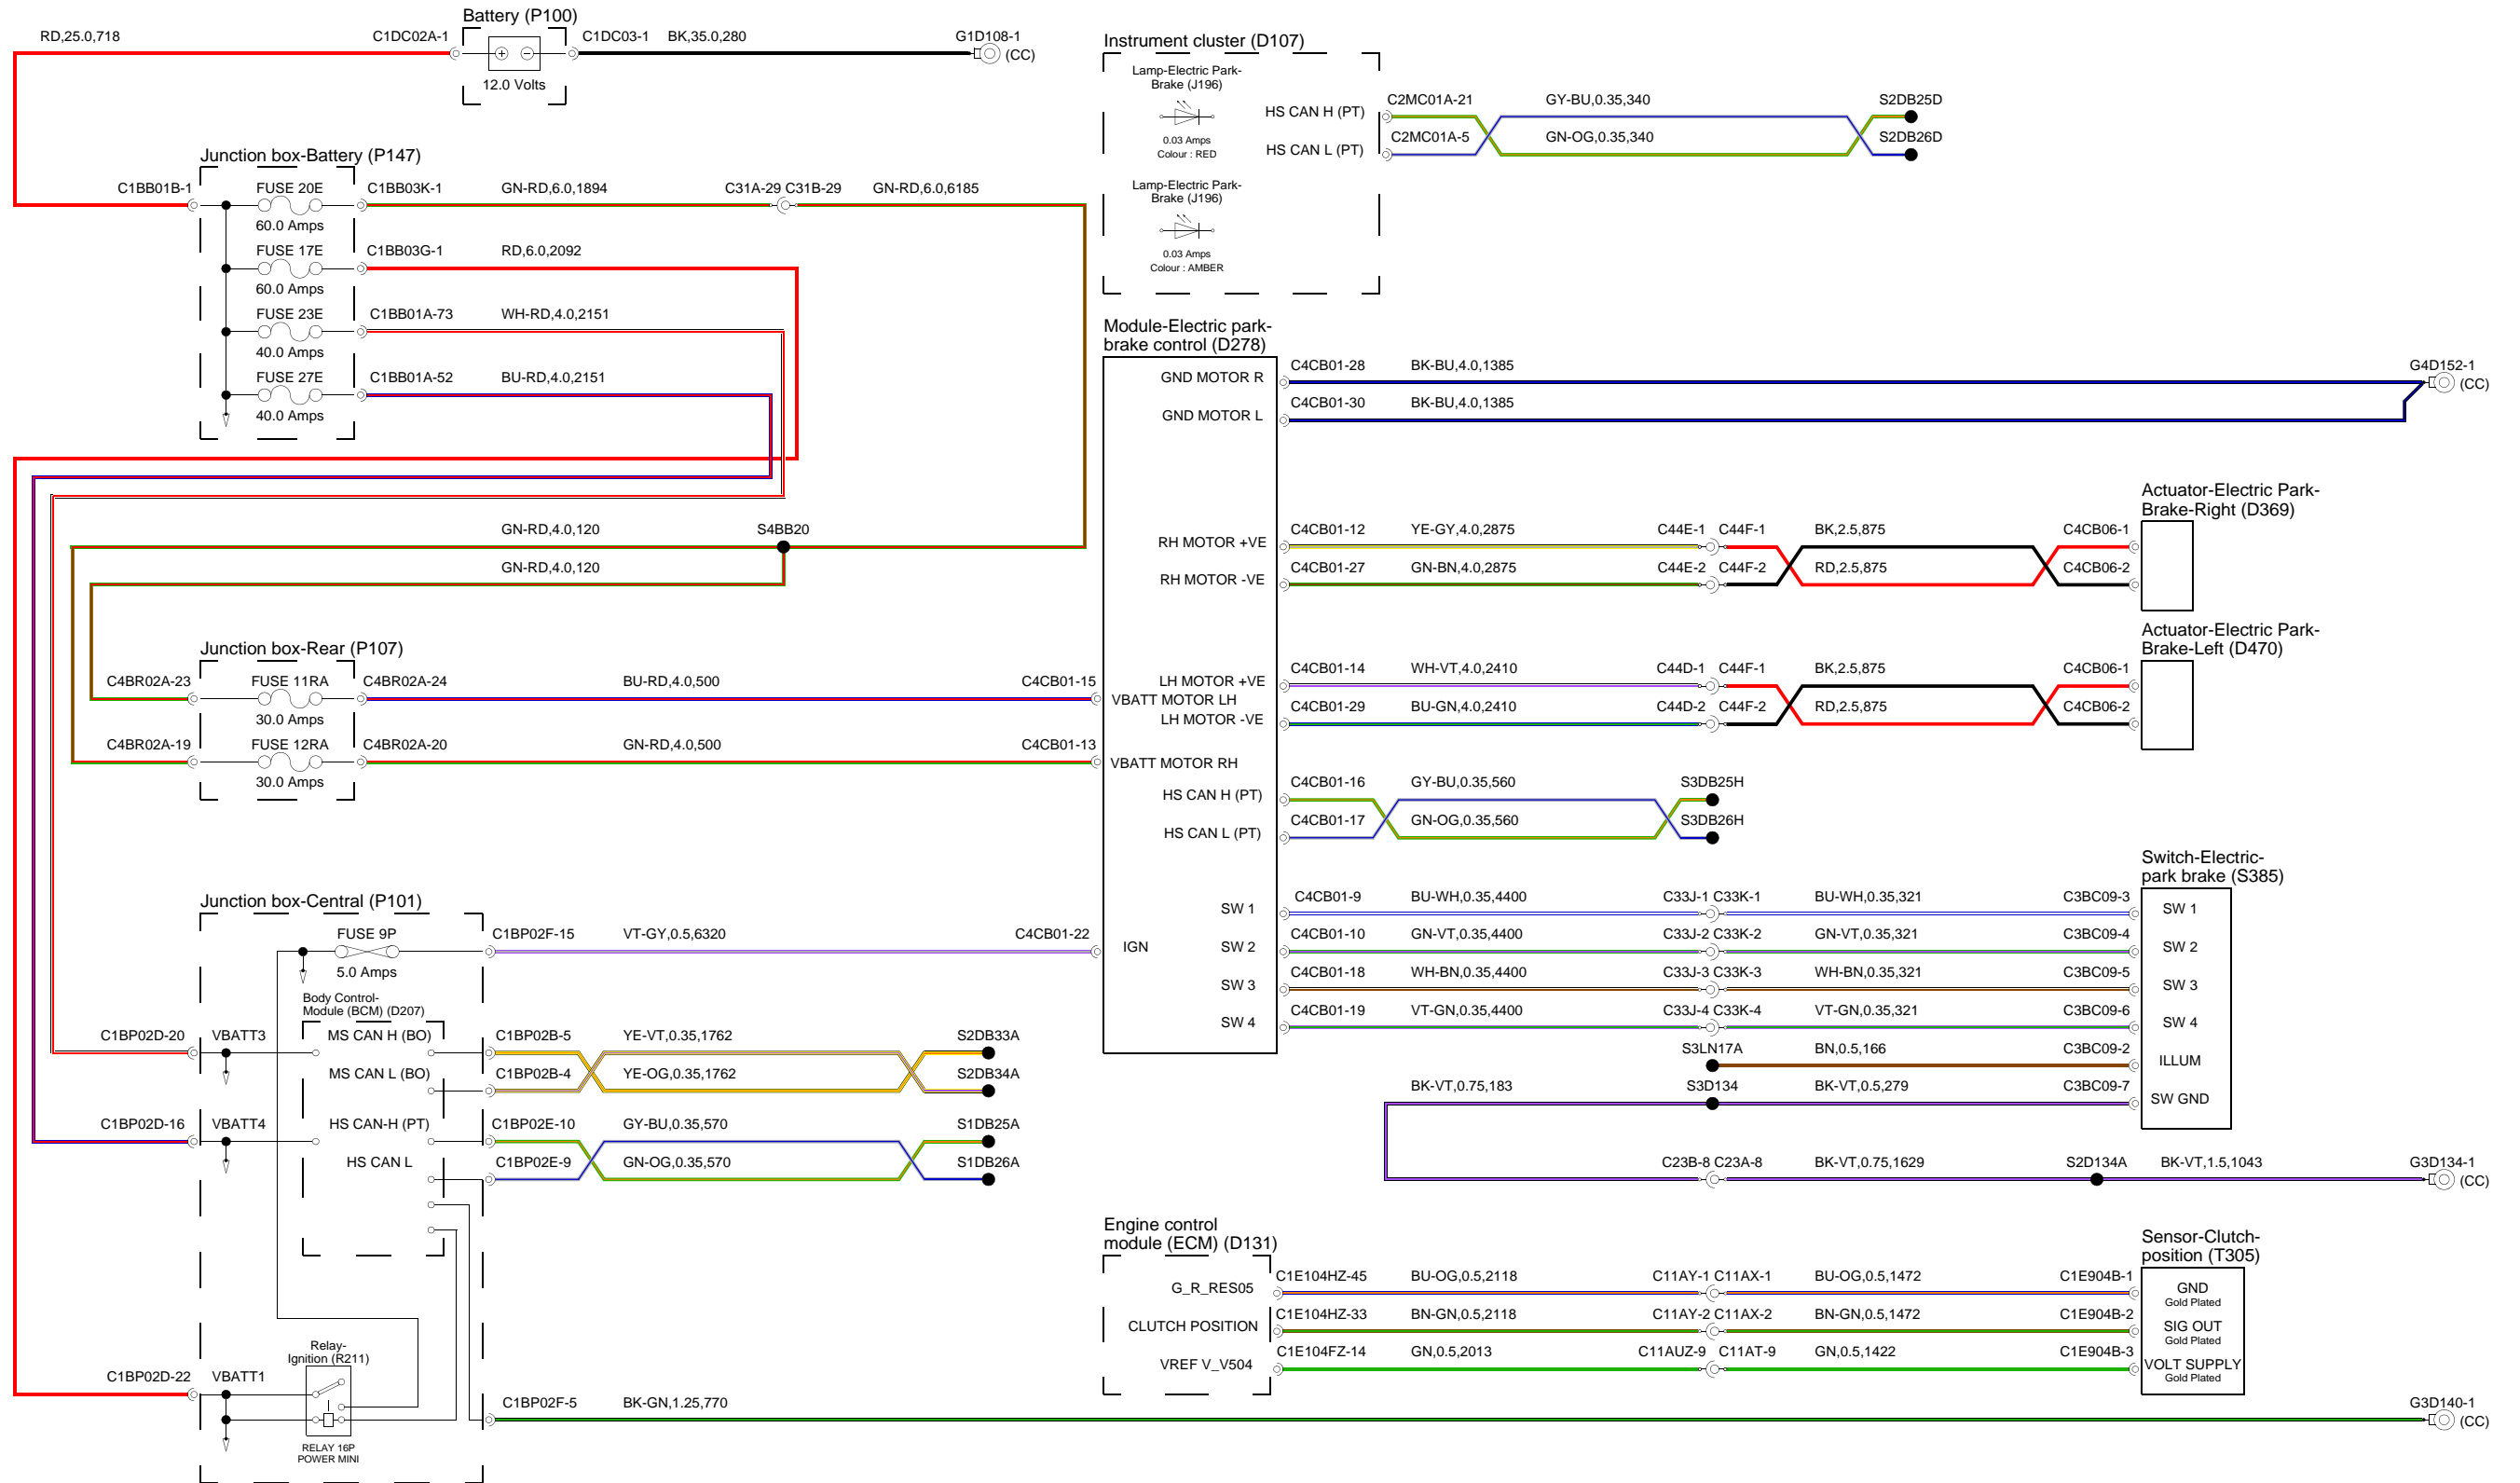 Battery (P100)
RD,25.0,718
C1DC02A-1
C1DC03-1
BK,35.0,280
G1D108-1
(CC)
12.0 Volts
Instrument cluster (D107)
Lamp-Electric Park-
Brake (J196)
0.03 Amps
Colour : RED
HS CAN H (PT)
C2MC01A-21
GY-BU,0.35,340
S2DB25D
HS CAN L (PT)
C2MC01A-5
GN-OG,0.35,340
S2DB26D
Lamp-Electric Park-
Brake (J196)
0.03 Amps
Colour : AMBER
Junction box-Battery (P147)
C1BB01B-1
FUSE 20E
60.0 Amps
C1BB03K-1
GN-RD,6.0,1894
C31A-29 C31B-29
GN-RD,6.0,6185
FUSE 17E
60.0 Amps
C1BB03G-1
RD,6.0,2092
FUSE 23E
40.0 Amps
C1BB01A-73
WH-RD,4.0,2151
FUSE 27E
40.0 Amps
C1BB01A-52
BU-RD,4.0,2151
Module-Electric park-
brake control (D278)
GND MOTOR R
C4CB01-28
BK-BU,4.0,1385
G4D152-1
(CC)
GND MOTOR L
C4CB01-30
BK-BU,4.0,1385
GN-RD,4.0,120
S4BB20
GN-RD,4.0,120
RH MOTOR +VE
C4CB01-12
YE-GY,4.0,2875
C44E-1 C44F-1
BK,2.5,875
C4CB06-1
RH MOTOR -VE
C4CB01-27
GN-BN,4.0,2875
C44E-2 C44F-2
RD,2.5,875
C4CB06-2
Actuator-Electric Park-
Brake-Right (D369)
Junction box-Rear (P107)
C4BR02A-23
FUSE 11RA
30.0 Amps
C4BR02A-24
BU-RD,4.0,500
C4CB01-15
VBATT MOTOR LH
C4BR02A-19
FUSE 12RA
30.0 Amps
C4BR02A-20
GN-RD,4.0,500
C4CB01-13
VBATT MOTOR RH
LH MOTOR +VE
C4CB01-14
WH-VT,4.0,2410
C44D-1 C44F-1
BK,2.5,875
C4CB06-1
LH MOTOR -VE
C4CB01-29
BU-GN,4.0,2410
C44D-2 C44F-2
RD,2.5,875
C4CB06-2
Actuator-Electric Park-
Brake-Left (D470)
HS CAN H (PT)
C4CB01-16
GY-BU,0.35,560
S3DB25H
HS CAN L (PT)
C4CB01-17
GN-OG,0.35,560
S3DB26H
Junction box-Central (P101)
FUSE 9P
5.0 Amps
C1BP02F-15
VT-GY,0.5,6320
C4CB01-22
IGN
Body Control-
Module (BCM) (D207)
C1BP02D-20
VBATT3
MS CAN H (BO)
C1BP02B-5
YE-VT,0.35,1762
S2DB33A
MS CAN L (BO)
C1BP02B-4
YE-OG,0.35,1762
S2DB34A
C1BP02D-16
VBATT4
HS CAN-H (PT)
C1BP02E-10
GY-BU,0.35,570
S1DB25A
HS CAN L
C1BP02E-9
GN-OG,0.35,570
S1DB26A
Switch-Electric-
park brake (S385)
SW 1
C4CB01-9
BU-WH,0.35,4400
C33J-1 C33K-1
BU-WH,0.35,321
C3BC09-3
SW 1
SW 2
C4CB01-10
GN-VT,0.35,4400
C33J-2 C33K-2
GN-VT,0.35,321
C3BC09-4
SW 2
SW 3
C4CB01-18
WH-BN,0.35,4400
C33J-3 C33K-3
WH-BN,0.35,321
C3BC09-5
SW 3
SW 4
C4CB01-19
VT-GN,0.35,4400
C33J-4 C33K-4
VT-GN,0.35,321
C3BC09-6
SW 4
S3LN17A
BN,0.5,166
C3BC09-2
ILLUM
BK-VT,0.75,183
S3D134
BK-VT,0.5,279
C3BC09-7
SW GND
C23B-8 C23A-8
BK-VT,0.75,1629
S2D134A
BK-VT,1.5,1043
G3D134-1
(CC)
Engine control
module (ECM) (D131)
Sensor-Clutch-
position (T305)
G_R_RES05
C1E104HZ-45
BU-OG,0.5,2118
C11AY-1 C11AX-1
BU-OG,0.5,1472
C1E904B-1
GND
Gold Plated
CLUTCH POSITION
C1E104HZ-33
BN-GN,0.5,2118
C11AY-2 C11AX-2
BN-GN,0.5,1472
C1E904B-2
SIG OUT
Gold Plated
VREF V_V504
C1E104FZ-14
GN,0.5,2013
C11AUZ-9 C11AT-9
GN,0.5,1422
C1E904B-3
VOLT SUPPLY
Gold Plated
Relay-
Ignition (R211)
C1BP02D-22
VBATT1
RELAY 16P
POWER MINI
C1BP02F-5
BK-GN,1.25,770
G3D140-1
(CC)